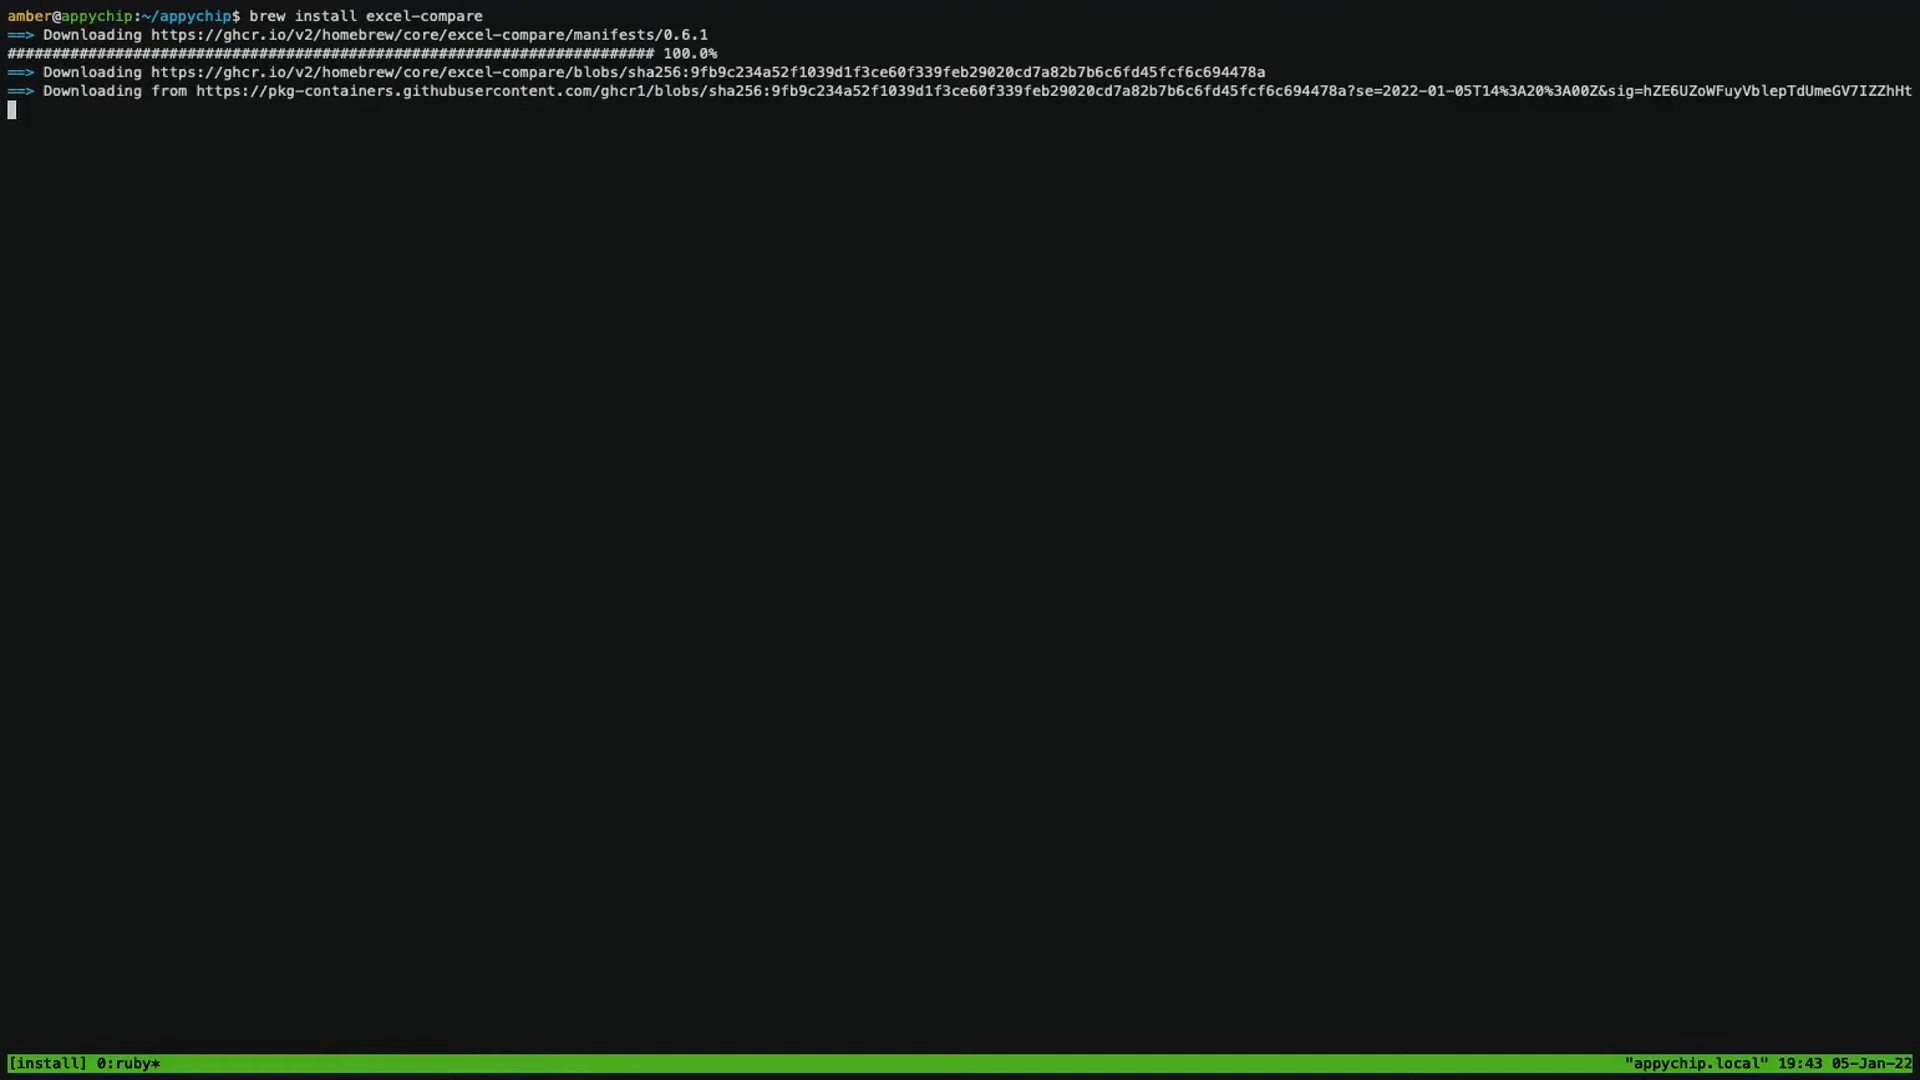 amber@appychip:~/appychip$ brew install excel-compare
==> Downloading https://ghcr.io/v2/homebrew/core/excel-compare/manifests/0.6.1
######################################################################## 100.0%
==> Downloading https://ghcr.io/v2/homebrew/core/excel-compare/blobs/sha256:9fb9c234a52f1039d1f3ce60f339feb29020cd7a82b7b6c6fd45fcf6c694478a
==> Downloading from https://pkg-containers.githubusercontent.com/ghcr1/blobs/sha256:9fb9c234a52f1039d1f3ce60f339feb29020cd7a82b7b6c6fd45fcf6c694478a?se=2022-01-05T14%3A20%3A00Z&sig=hZE6UZoWFuyVblepTdUmeGV7IZZhHt
[install] 0:ruby*
"appychip.local" 19:43 05-Jan-22